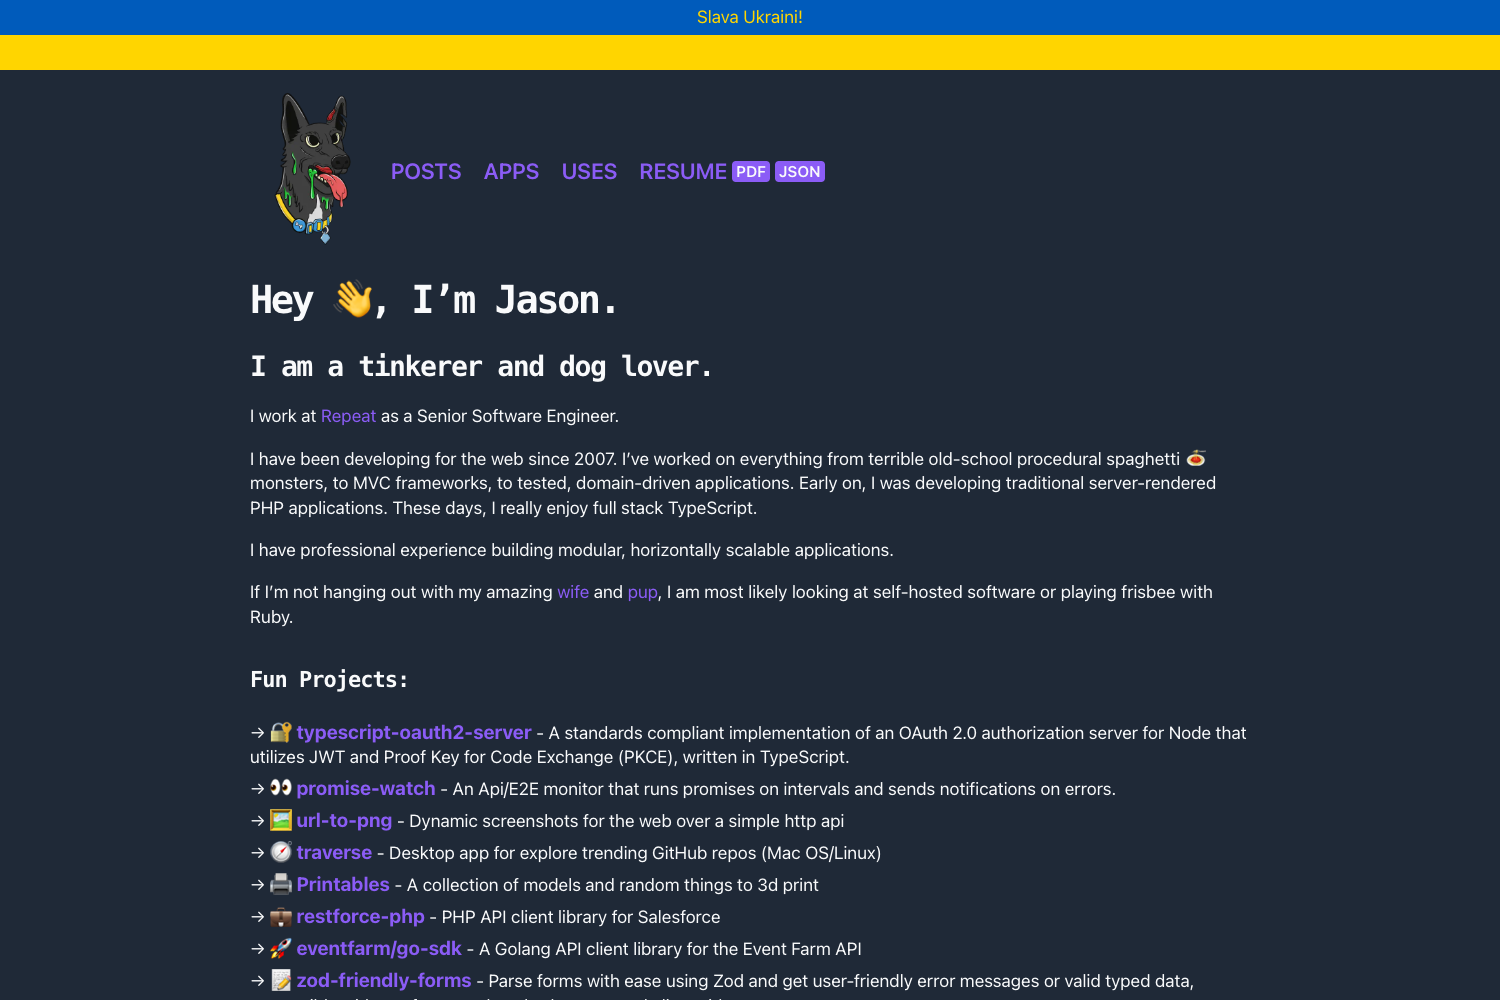 Slava Ukraini!
POSTS APPS USES RESUME PDF JSON
Hey 👋, I’m Jason.
I am a tinkerer and dog lover.
I work at Repeat as a Senior Software Engineer.
I have been developing for the web since 2007. I’ve worked on everything from terrible old-school procedural spaghetti 🍝
monsters, to MVC frameworks, to tested, domain-driven applications. Early on, I was developing traditional server-rendered
PHP applications. These days, I really enjoy full stack TypeScript.
I have professional experience building modular, horizontally scalable applications.
If I’m not hanging out with my amazing wife and pup, I am most likely looking at self-hosted software or playing frisbee with
Ruby.
Fun Projects:
→ 🔐 typescript-oauth2-server - A standards compliant implementation of an OAuth 2.0 authorization server for Node that
utilizes JWT and Proof Key for Code Exchange (PKCE), written in TypeScript.
→ 👀 promise-watch - An Api/E2E monitor that runs promises on intervals and sends notifications on errors.
→ 🖼️ url-to-png - Dynamic screenshots for the web over a simple http api
→ 🧭 traverse - Desktop app for explore trending GitHub repos (Mac OS/Linux)
→ 🖨️ Printables - A collection of models and random things to 3d print
→ 💼 restforce-php - PHP API client library for Salesforce
→ 🚀 eventfarm/go-sdk - A Golang API client library for the Event Farm API
→ 📝 zod-friendly-forms - Parse forms with ease using Zod and get user-friendly error messages or valid typed data,